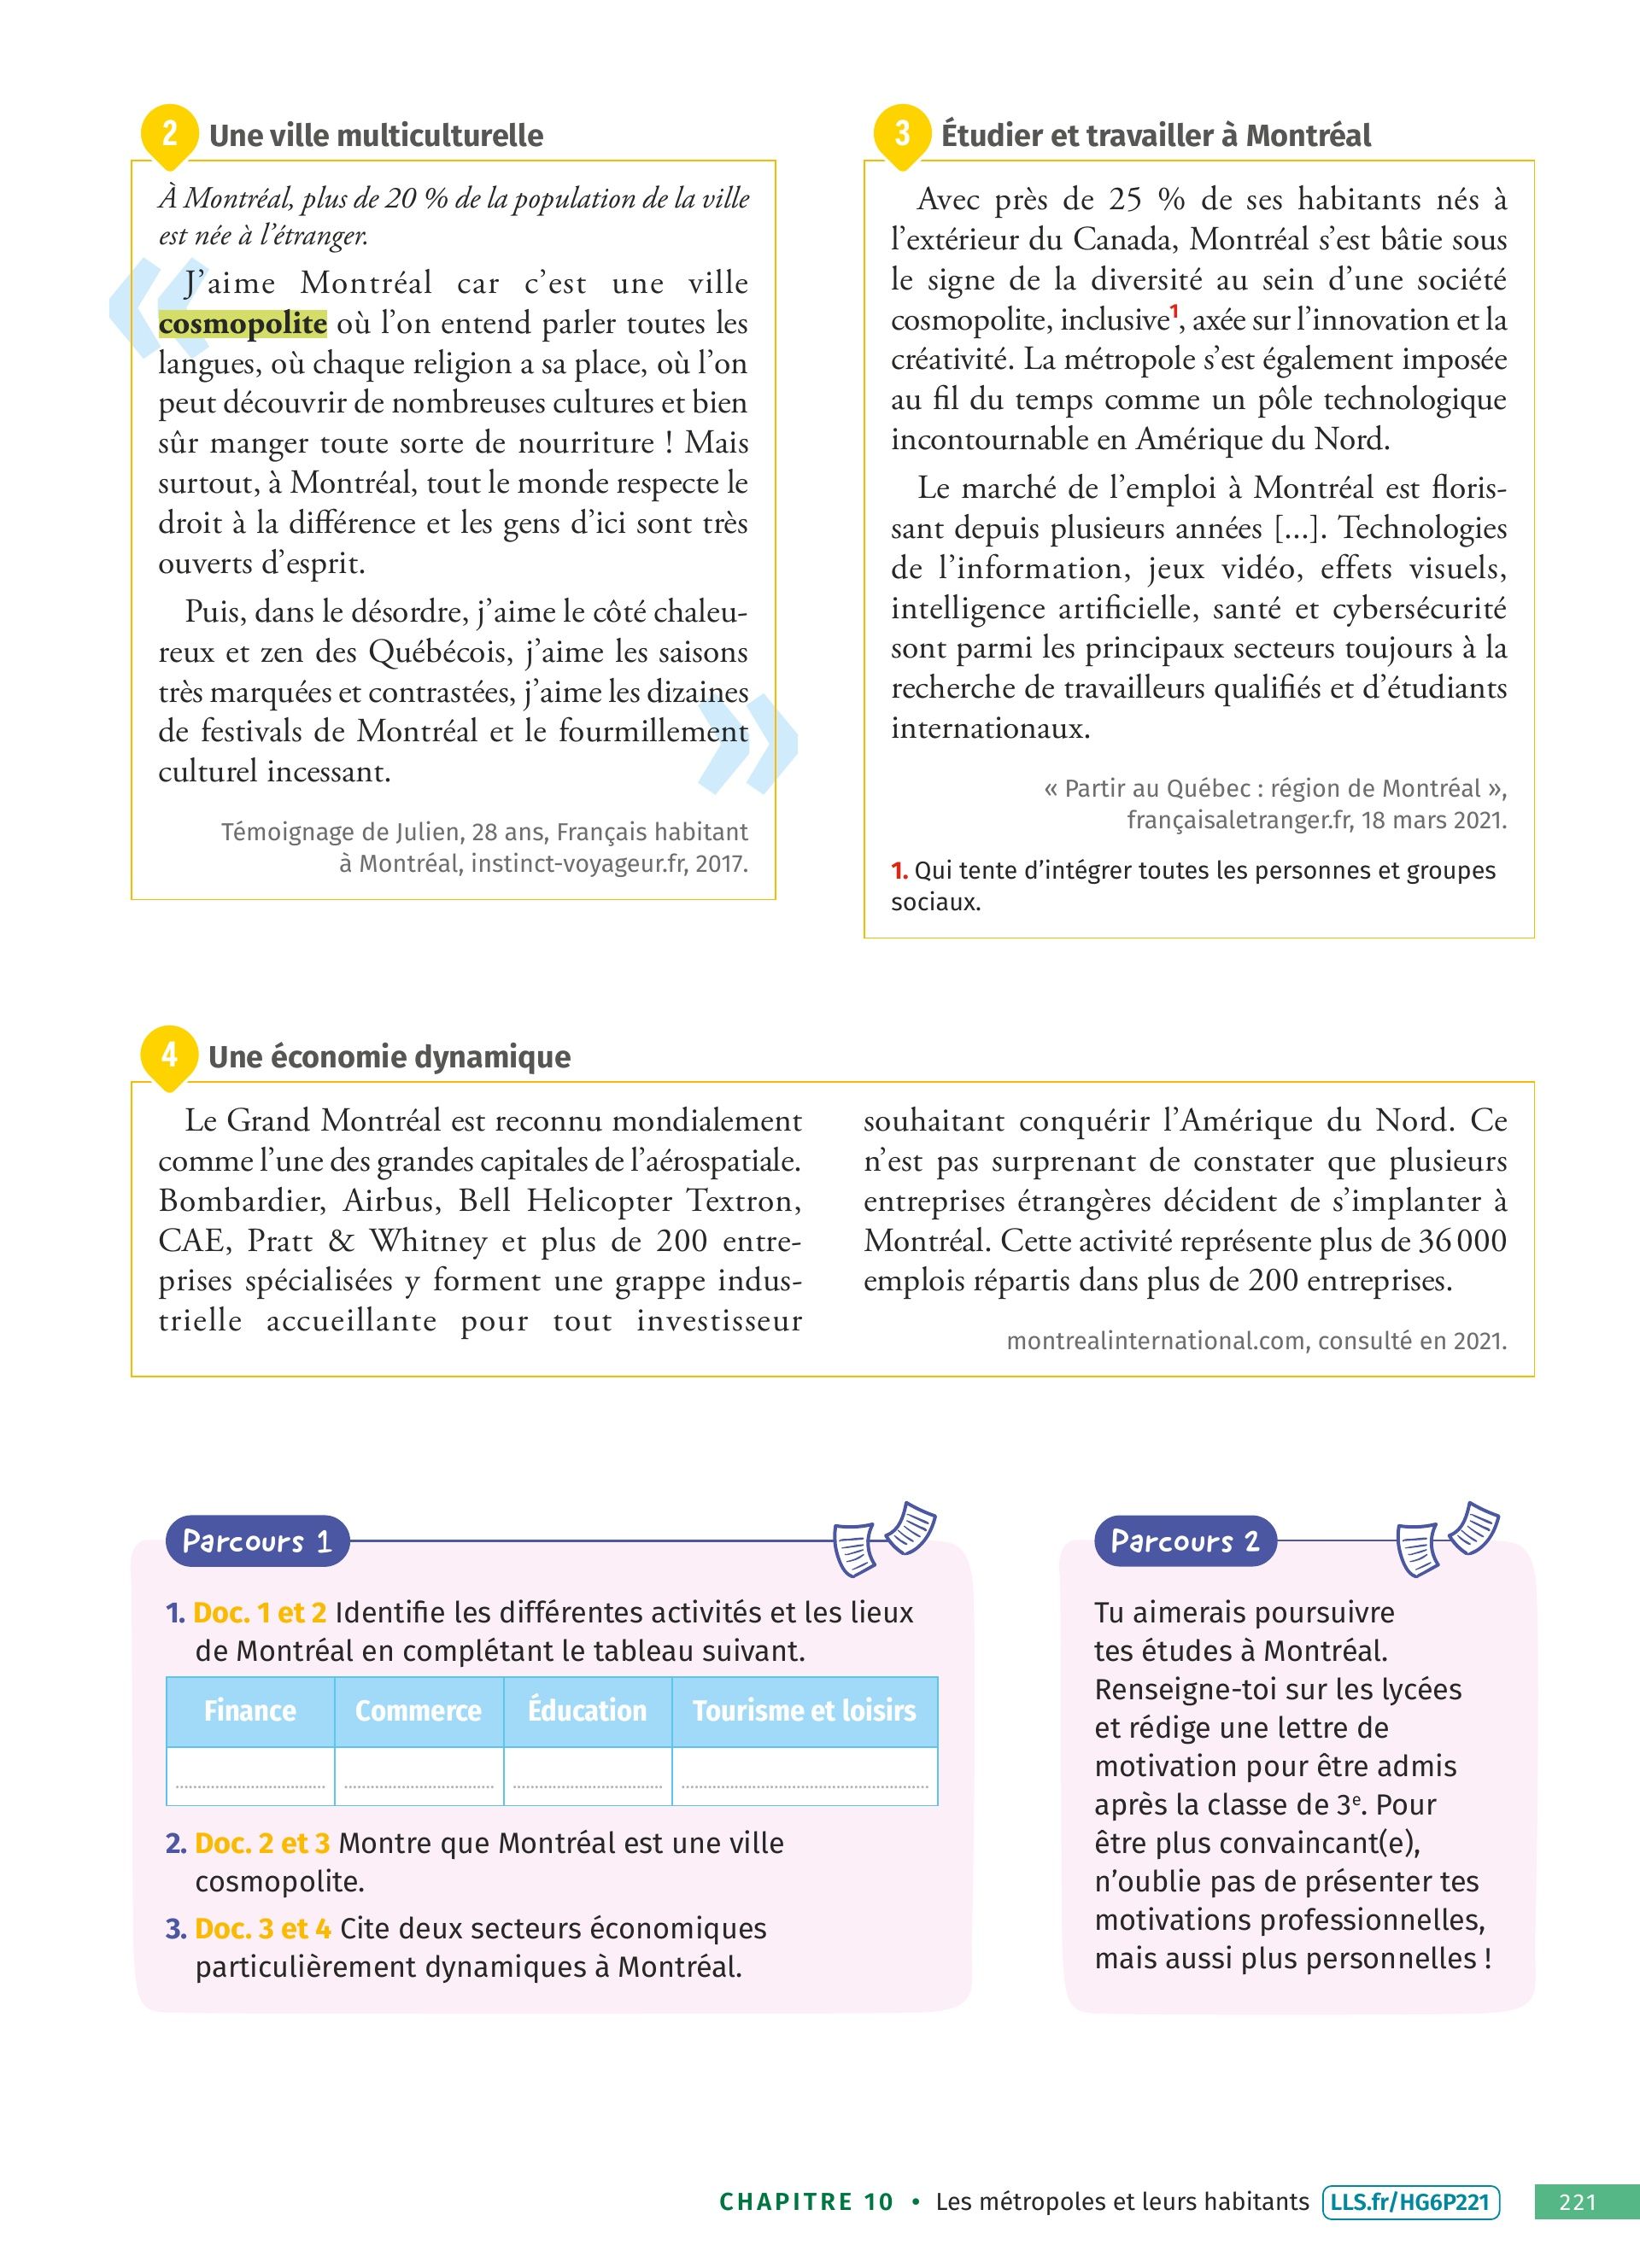 2 Une ville multiculturelle
À Montréal, plus de 20 % de la population de la ville
est née à l'étranger.
« J'aime Montréal car c'est une ville
cosmopolite où l'on entend parler toutes les
langues, où chaque religion a sa place, où l'on
peut découvrir de nombreuses cultures et bien
sûr manger toute sorte de nourriture ! Mais
surtout, à Montréal, tout le monde respecte le
droit à la différence et les gens d'ici sont très
ouverts d'esprit.
Puis, dans le désordre, j'aime le côté chaleu-
reux et zen des Québécois, j'aime les saisons
très marquées et contrastées, j'aime les dizaines
de festivals de Montréal et le fourmillement
culturel incessant. »
Témoignage de Julien, 28 ans, Français habitant
à Montréal, instinct-voyageur.fr, 2017.
3 Étudier et travailler à Montréal
Avec près de 25 % de ses habitants nés à
l'extérieur du Canada, Montréal s'est bâtie sous
le signe de la diversité au sein d'une société
cosmopolite, inclusive¹, axée sur l'innovation et la
créativité. La métropole s'est également imposée
au fil du temps comme un pôle technologique
incontournable en Amérique du Nord.
Le marché de l'emploi à Montréal est floris-
sant depuis plusieurs années [...]. Technologies
de l'information, jeux vidéo, effets visuels,
intelligence artificielle, santé et cybersécurité
sont parmi les principaux secteurs toujours à la
recherche de travailleurs qualifiés et d'étudiants
internationaux.
« Partir au Québec : région de Montréal »,
françaisaletranger.fr, 18 mars 2021.
1. Qui tente d'intégrer toutes les personnes et groupes
sociaux.
4 Une économie dynamique
Le Grand Montréal est reconnu mondialement
comme l'une des grandes capitales de l'aérospatiale.
Bombardier, Airbus, Bell Helicopter Textron,
CAE, Pratt & Whitney et plus de 200 entre-
prises spécialisées y forment une grappe indus-
trielle accueillante pour tout investisseur
souhaitant conquérir l'Amérique du Nord. Ce
n'est pas surprenant de constater que plusieurs
entreprises étrangères décident de s'implanter à
Montréal. Cette activité représente plus de 36 000
emplois répartis dans plus de 200 entreprises.
montrealinternational.com, consulté en 2021.
Parcours 1
1. Doc. 1 et 2 Identifie les différentes activités et les lieux
de Montréal en complétant le tableau suivant.
Finance Commerce Éducation Tourisme et loisirs
2. Doc. 2 et 3 Montre que Montréal est une ville
cosmopolite.
3. Doc. 3 et 4 Cite deux secteurs économiques
particulièrement dynamiques à Montréal.
Parcours 2
Tu aimerais poursuivre
tes études à Montréal.
Renseigne-toi sur les lycées
et rédige une lettre de
motivation pour être admis
après la classe de 3ᵉ. Pour
être plus convaincant(e),
n'oublie pas de présenter tes
motivations professionnelles,
mais aussi plus personnelles !
CHAPITRE 10 • Les métropoles et leurs habitants LLS.fr/HG6P221 221